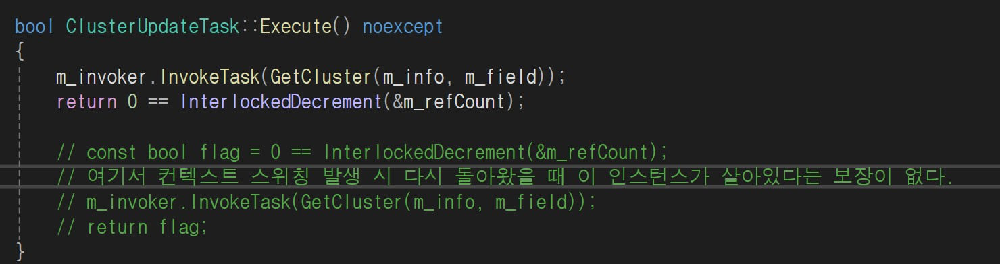 bool ClusterUpdateTask::Execute() noexcept
{
m_invoker.InvokeTask(GetCluster(m_info, m_field));
return 0 == InterlockedDecrement(&m_refCount);
// const bool flag = 0 == InterlockedDecrement(&m_refCount);
// 여기서 컨텍스트 스위칭 발생 시 다시 돌아왔을 때 이 인스턴스가 살아있다는 보장이 없다.
// m_invoker.InvokeTask(GetCluster(m_info, m_field));
// return flag;
}